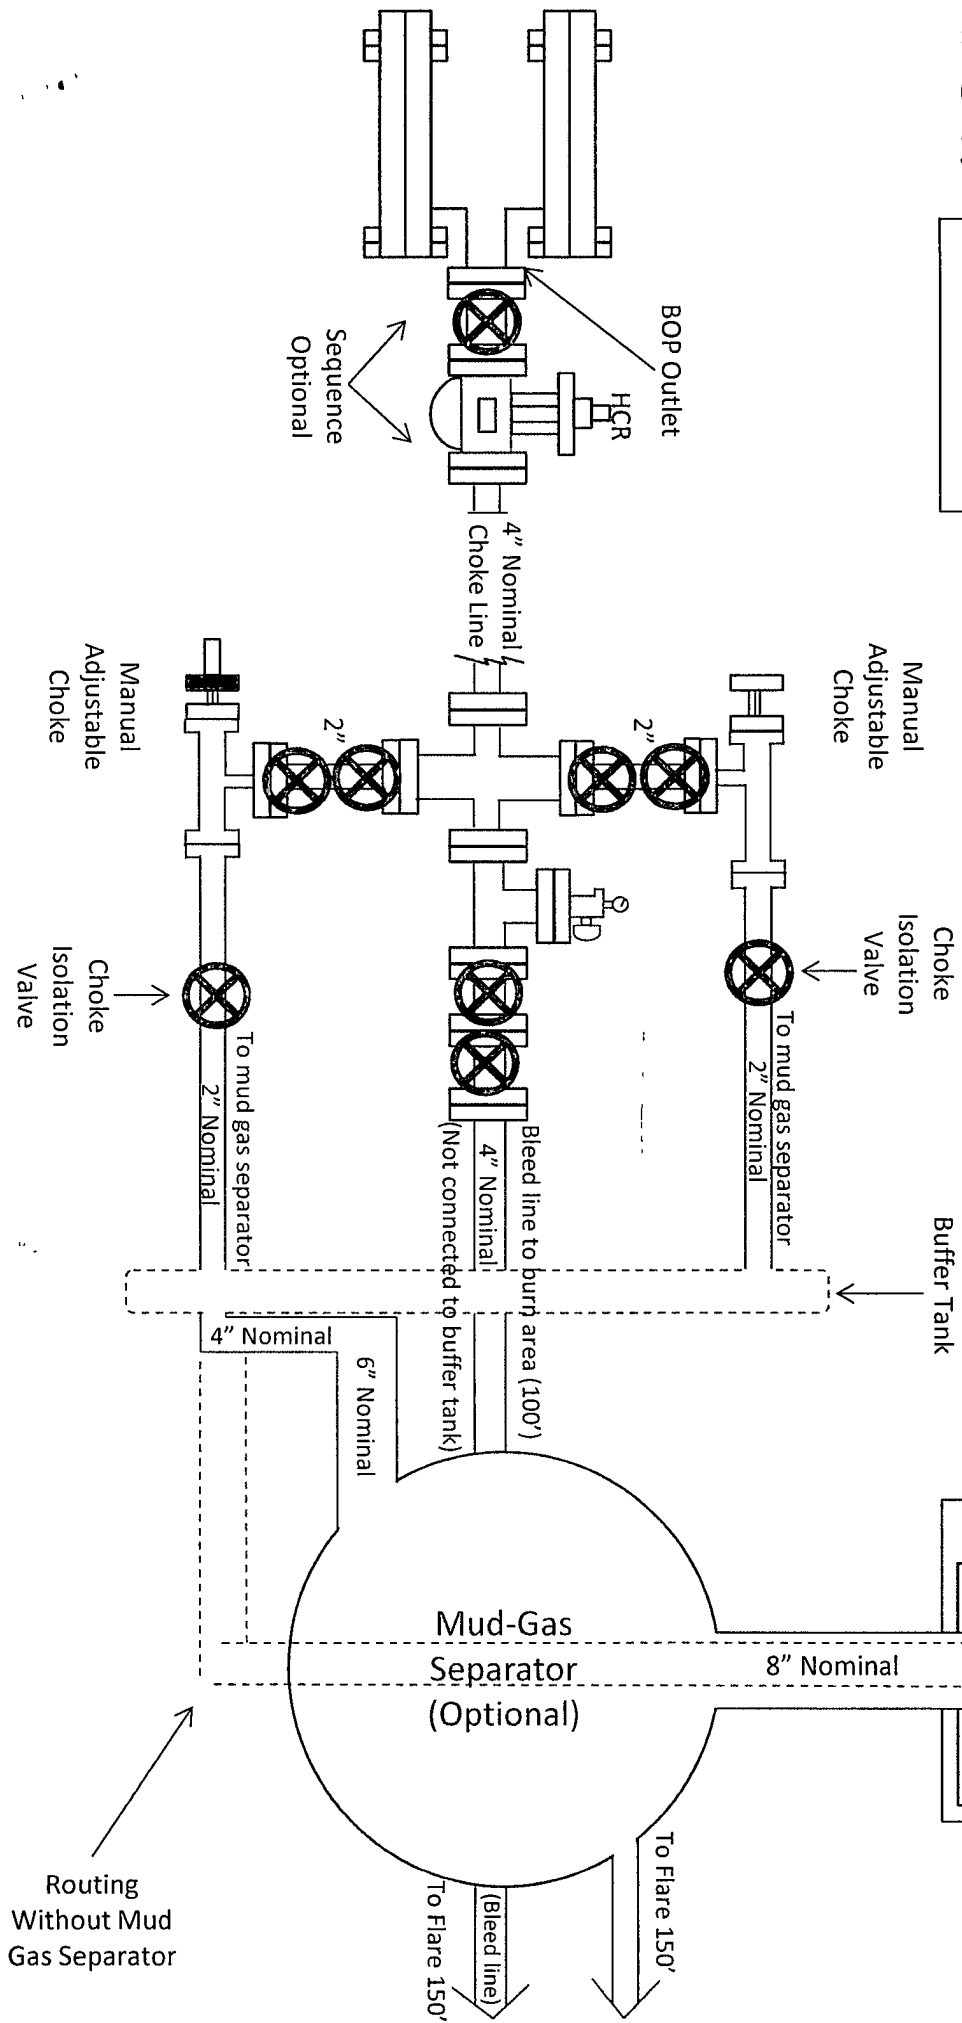 BOP Outlet
HCR
Sequence
Optional
4” Nominal
Choke Line
Manual
Adjustable
Choke
Manual
Adjustable
Choke
2”
2”
Choke
Isolation
Valve
Choke
Isolation
Valve
To mud gas separator
2” Nominal
To mud gas separator
2” Nominal
Bleed line to burn area (100’)
4” Nominal
(Not connected to buffer tank)
Buffer Tank
4” Nominal
6” Nominal
Mud-Gas
Separator
(Optional)
8” Nominal
Routing
Without Mud
Gas Separator
To Flare 150’
(Bleed line)
To Flare 150’